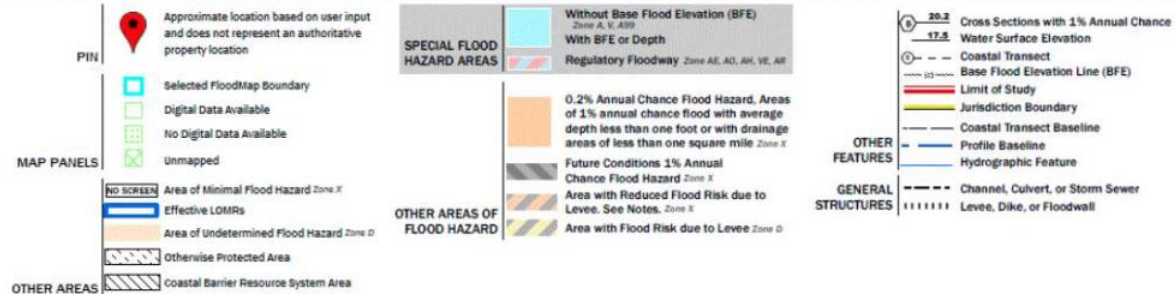 Approximate location based on user input
and does not represent an authoritative
property location
PIN
Selected FloodMap Boundary
Digital Data Available
No Digital Data Available
Unmapped
MAP PANELS
NO SCREEN Area of Minimal Flood Hazard Zone X
Effective LOMRs
Area of Undetermined Flood Hazard Zone D
Otherwise Protected Area
Coastal Barrier Resource System Area
OTHER AREAS
Without Base Flood Elevation (BFE)
Zone A, V, A99
With BFE or Depth
Regulatory Floodway Zone AE, AO, AH, VE, AR
SPECIAL FLOOD
HAZARD AREAS
0.2% Annual Chance Flood Hazard, Areas
of 1% annual chance flood with average
depth less than one foot or with drainage
areas of less than one square mile Zone X
Future Conditions 1% Annual
Chance Flood Hazard Zone X
Area with Reduced Flood Risk due to
Levee. See Notes. Zone X
Area with Flood Risk due to Levee Zone D
OTHER AREAS OF
FLOOD HAZARD
20.2 Cross Sections with 1% Annual Chance
17.5 Water Surface Elevation
Coastal Transect
Base Flood Elevation Line (BFE)
Limit of Study
Jurisdiction Boundary
Coastal Transect Baseline
Profile Baseline
Hydrographic Feature
OTHER
FEATURES
Channel, Culvert, or Storm Sewer
Levee, Dike, or Floodwall
GENERAL
STRUCTURES